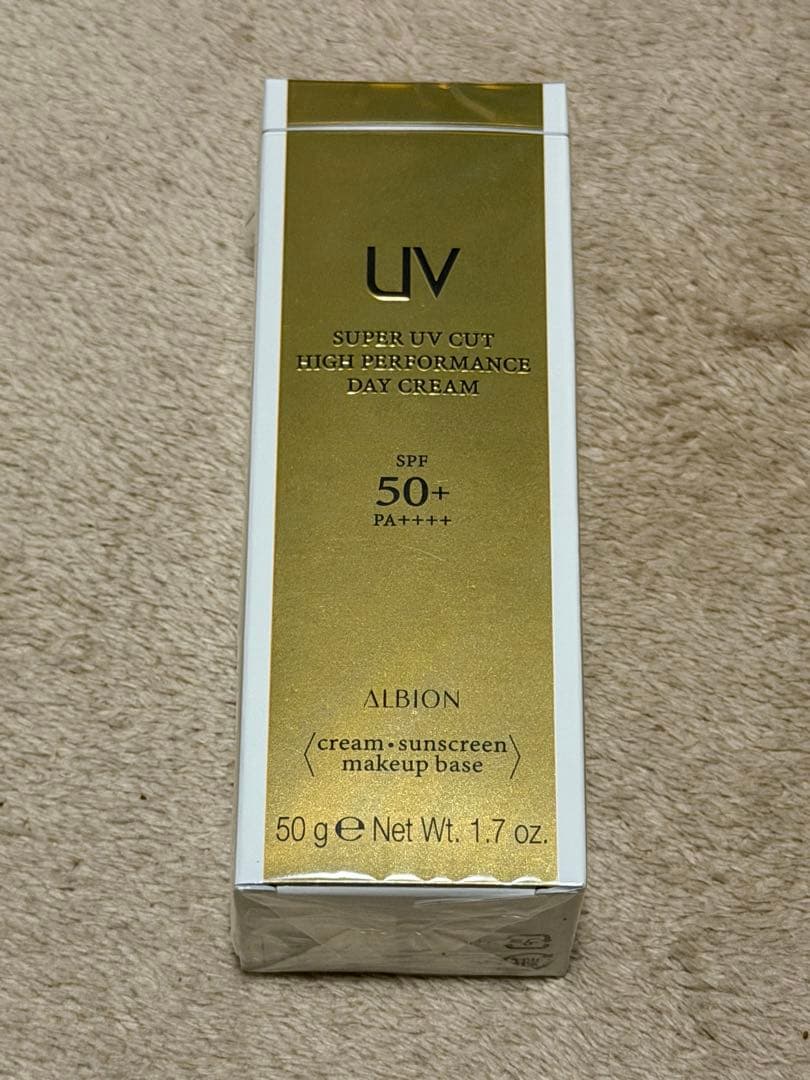 UV
SUPER UV CUT
HIGH PERFORMANCE
DAY CREAM
SPF
50+
PA++++
ALBION
〈cream・sunscreen
makeup base〉
50 g ℮ Net Wt. 1.7 oz.